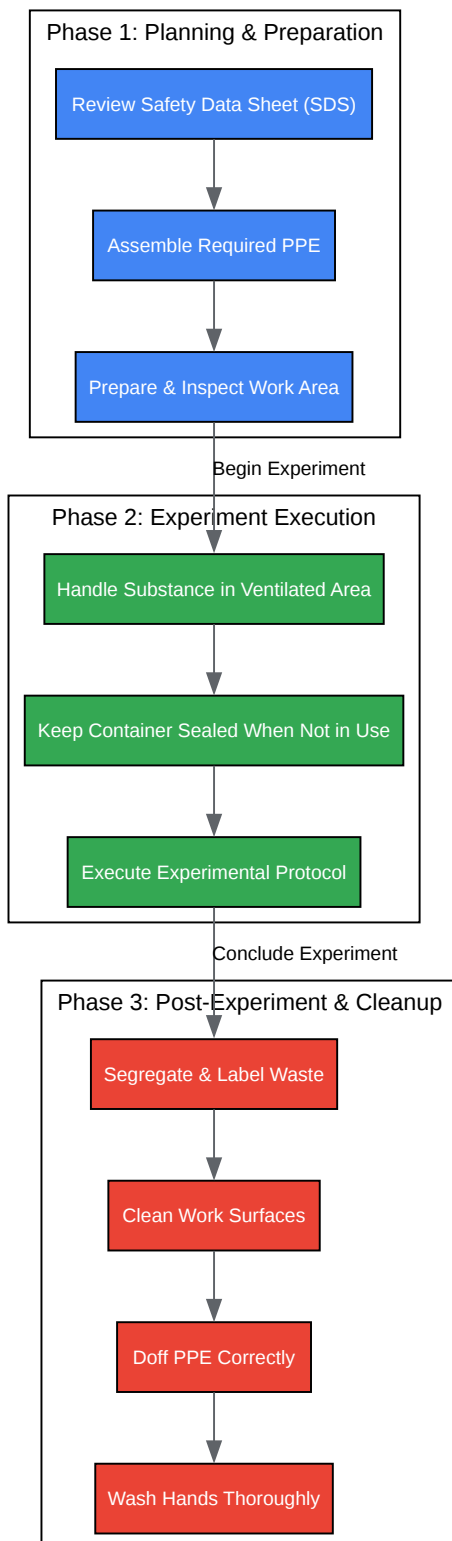 Phase 1: Planning & Preparation
Review Safety Data Sheet (SDS)
Assemble Required PPE
Prepare & Inspect Work Area
Begin Experiment
Phase 2: Experiment Execution
Handle Substance in Ventilated Area
Keep Container Sealed When Not in Use
Execute Experimental Protocol
Conclude Experiment
Phase 3: Post-Experiment & Cleanup
Segregate & Label Waste
Clean Work Surfaces
Doff PPE Correctly
Wash Hands Thoroughly